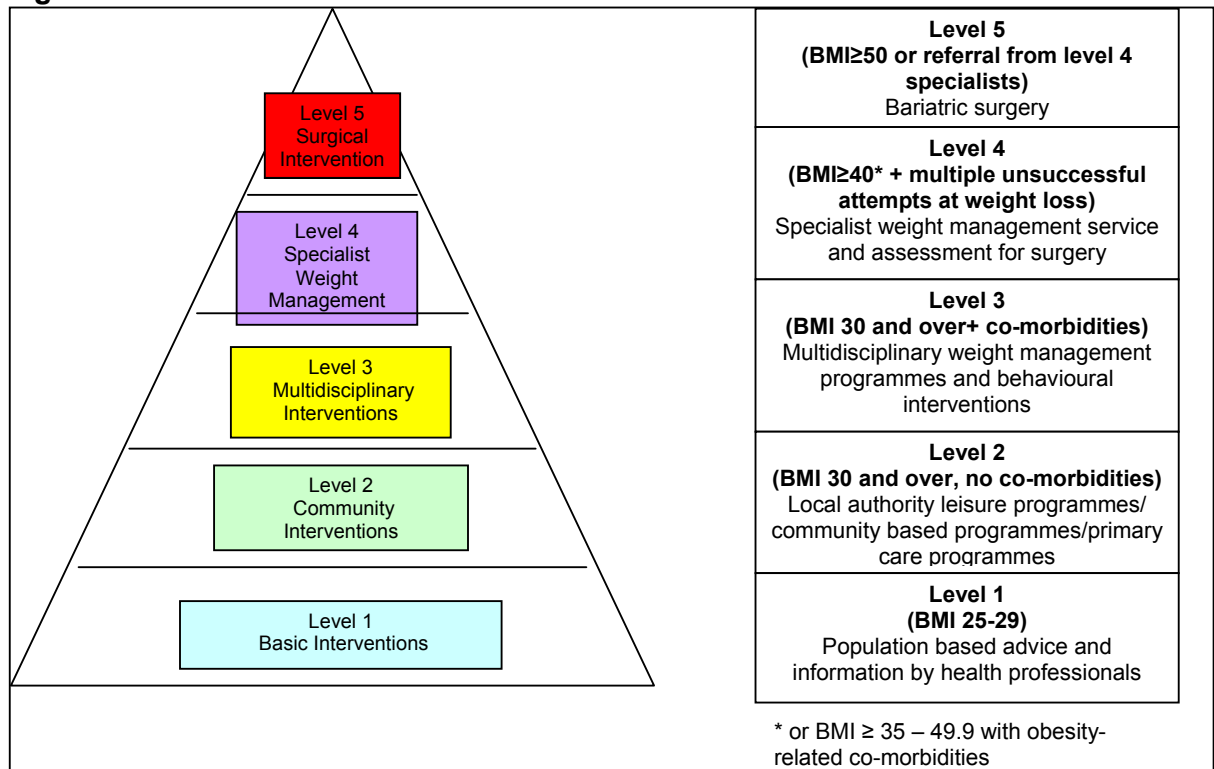 Level 5
Surgical
Intervention
Level 4
Specialist
Weight
Management
Level 3
Multidisciplinary
Interventions
Level 2
Community
Interventions
Level 1
Basic Interventions
Level 5
(BMI≥50 or referral from level 4
specialists)
Bariatric surgery
Level 4
(BMI≥40* + multiple unsuccessful
attempts at weight loss)
Specialist weight management service
and assessment for surgery
Level 3
(BMI 30 and over+ co-morbidities)
Multidisciplinary weight management
programmes and behavioural
interventions
Level 2
(BMI 30 and over, no co-morbidities)
Local authority leisure programmes/
community based programmes/primary
care programmes
Level 1
(BMI 25-29)
Population based advice and
information by health professionals
* or BMI ≥ 35 – 49.9 with obesity-
related co-morbidities